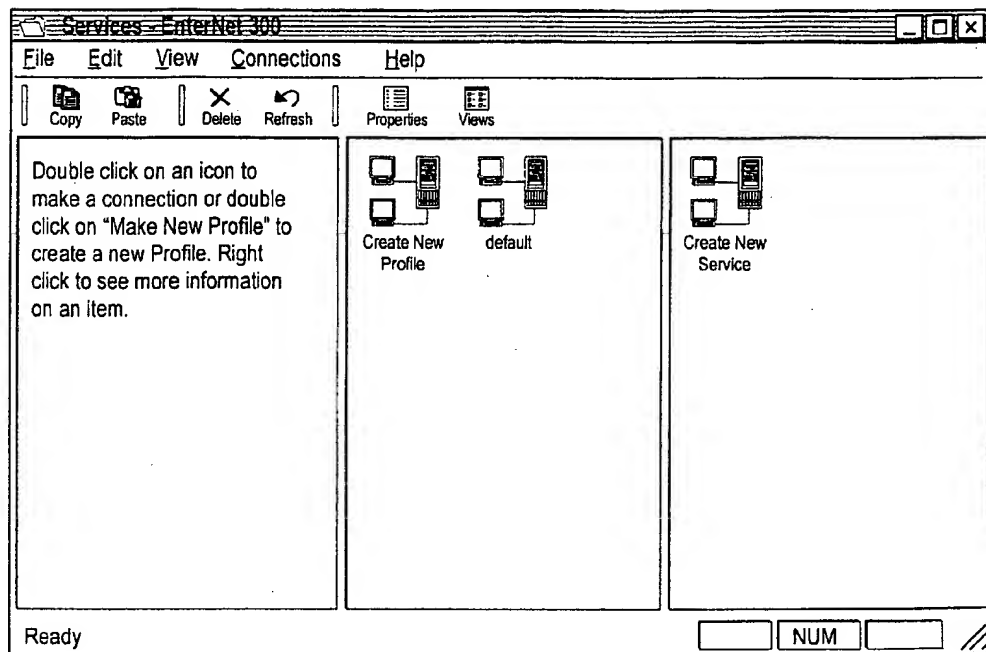 Services - EnterNet 300
File Edit View Connections Help
Copy Paste Delete Refresh Properties Views
Double click on an icon to
make a connection or double
click on “Make New Profile” to
create a new Profile. Right
click to see more information
on an item.
Create New
Profile
default
Create New
Service
Ready
NUM